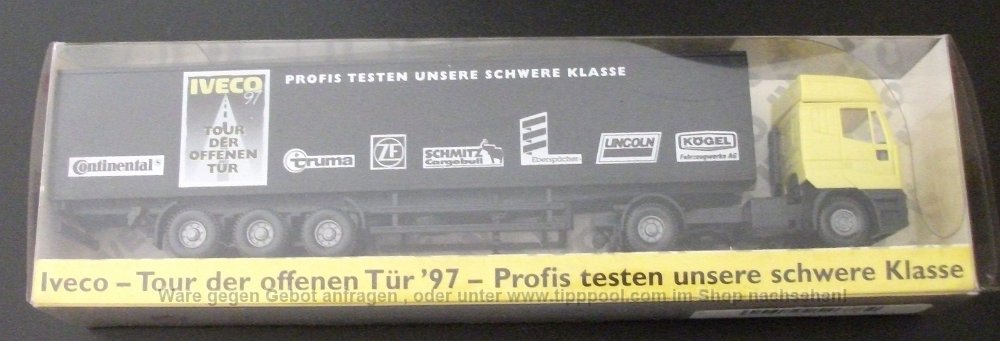 IVECO
97
TOUR
DER
OFFENEN
TÜR
PROFIS TESTEN UNSERE SCHWERE KLASSE
Continental
truma
ZF
SCHMITZ
Cargobull
Eberspächer
LINCOLN
KÖGEL
Fahrzeugwerke AG
Iveco – Tour der offenen Tür '97 – Profis testen unsere schwere Klasse
Ware gegen Gebot anfragen , oder unter www.tipppool.com im Shop nachsehan!